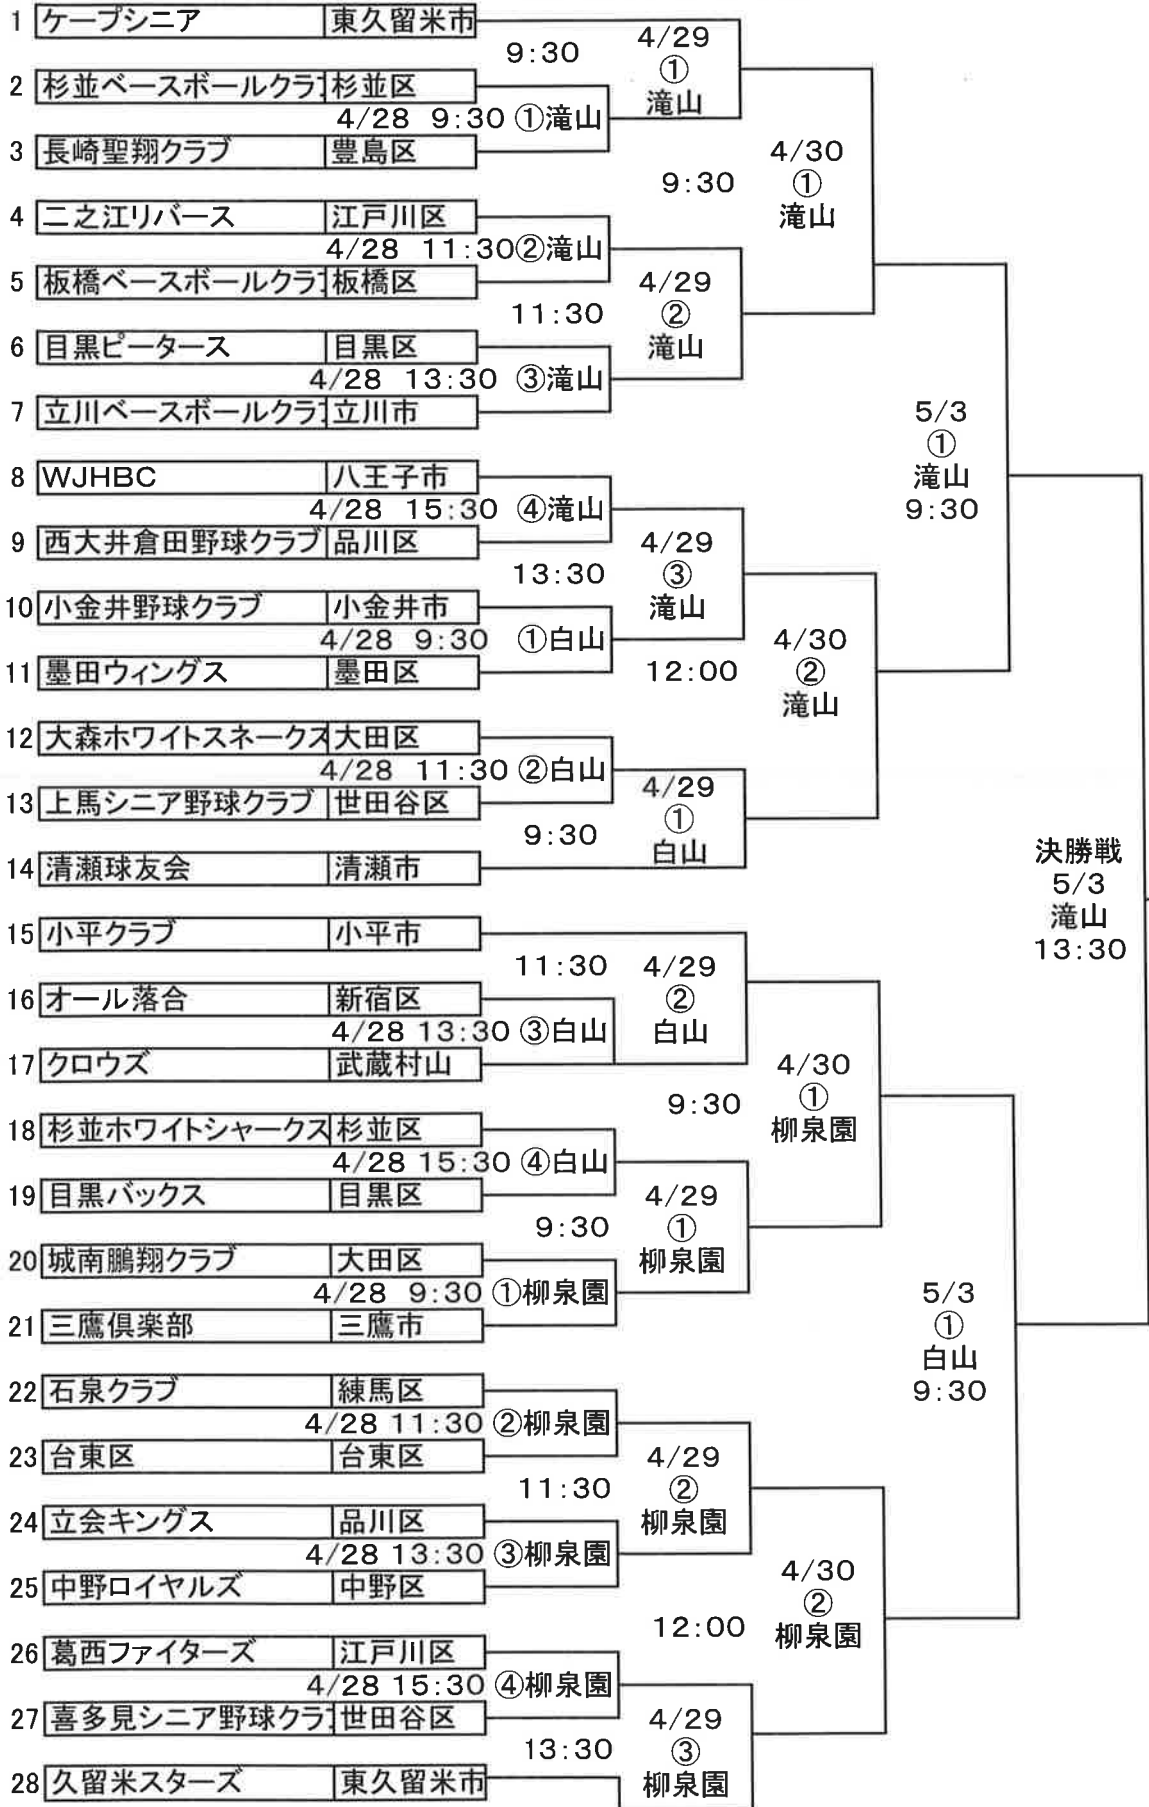 1 ケープシニア 東久留米市
9:30
4/29
①
滝山
2 杉並ベースボールクラブ 杉並区
4/28 9:30 ①滝山
3 長崎聖翔クラブ 豊島区
9:30
4/30
①
滝山
4 二之江リバース 江戸川区
4/28 11:30②滝山
5 板橋ベースボールクラブ 板橋区
11:30
4/29
②
滝山
6 目黒ピータース 目黒区
4/28 13:30 ③滝山
7 立川ベースボールクラブ 立川市
5/3
①
滝山
9:30
8 WJHBC 八王子市
4/28 15:30 ④滝山
9 西大井倉田野球クラブ 品川区
13:30
4/29
③
滝山
10 小金井野球クラブ 小金井市
4/28 9:30 ①白山
11 墨田ウィングス 墨田区
12:00
4/30
②
滝山
12 大森ホワイトスネークス 大田区
4/28 11:30 ②白山
13 上馬シニア野球クラブ 世田谷区
9:30
4/29
①
白山
14 清瀬球友会 清瀬市
決勝戦
5/3
滝山
13:30
15 小平クラブ 小平市
11:30
4/29
②
白山
16 オール落合 新宿区
4/28 13:30 ③白山
17 クロウズ 武蔵村山
9:30
4/30
①
柳泉園
18 杉並ホワイトシャークス 杉並区
4/28 15:30 ④白山
19 目黒バックス 目黒区
9:30
4/29
①
柳泉園
20 城南鵬翔クラブ 大田区
4/28 9:30 ①柳泉園
21 三鷹倶楽部 三鷹市
5/3
①
白山
9:30
22 石泉クラブ 練馬区
4/28 11:30 ②柳泉園
23 台東区 台東区
11:30
4/29
②
柳泉園
24 立会キングス 品川区
4/28 13:30 ③柳泉園
25 中野ロイヤルズ 中野区
12:00
4/30
②
柳泉園
26 葛西ファイターズ 江戸川区
4/28 15:30 ④柳泉園
27 喜多見シニア野球クラブ 世田谷区
13:30
4/29
③
柳泉園
28 久留米スターズ 東久留米市